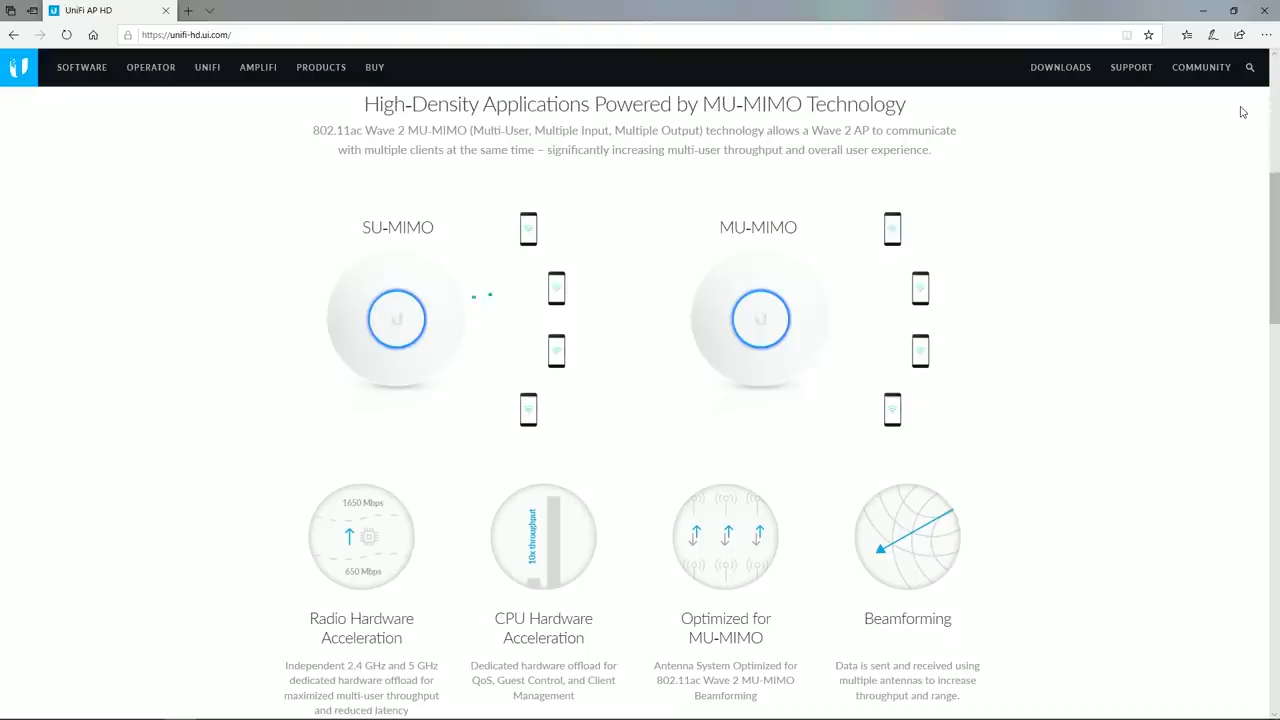 UniFi AP HD
https://unifi-hd.ui.com/
SOFTWARE OPERATOR UNIFI AMPLIFI PRODUCTS BUY DOWNLOADS SUPPORT COMMUNITY
High-Density Applications Powered by MU-MIMO Technology
802.11ac Wave 2 MU-MIMO (Multi-User, Multiple Input, Multiple Output) technology allows a Wave 2 AP to communicate
with multiple clients at the same time – significantly increasing multi-user throughput and overall user experience.
SU-MIMO
MU-MIMO
1650 Mbps
650 Mbps
10x throughput
Radio Hardware
Acceleration
Independent 2.4 GHz and 5 GHz
dedicated hardware offload for
maximized multi-user throughput
and reduced latency
CPU Hardware
Acceleration
Dedicated hardware offload for
QoS, Guest Control, and Client
Management
Optimized for
MU-MIMO
Antenna System Optimized for
802.11ac Wave 2 MU-MIMO
Beamforming
Beamforming
Data is sent and received using
multiple antennas to increase
throughput and range.